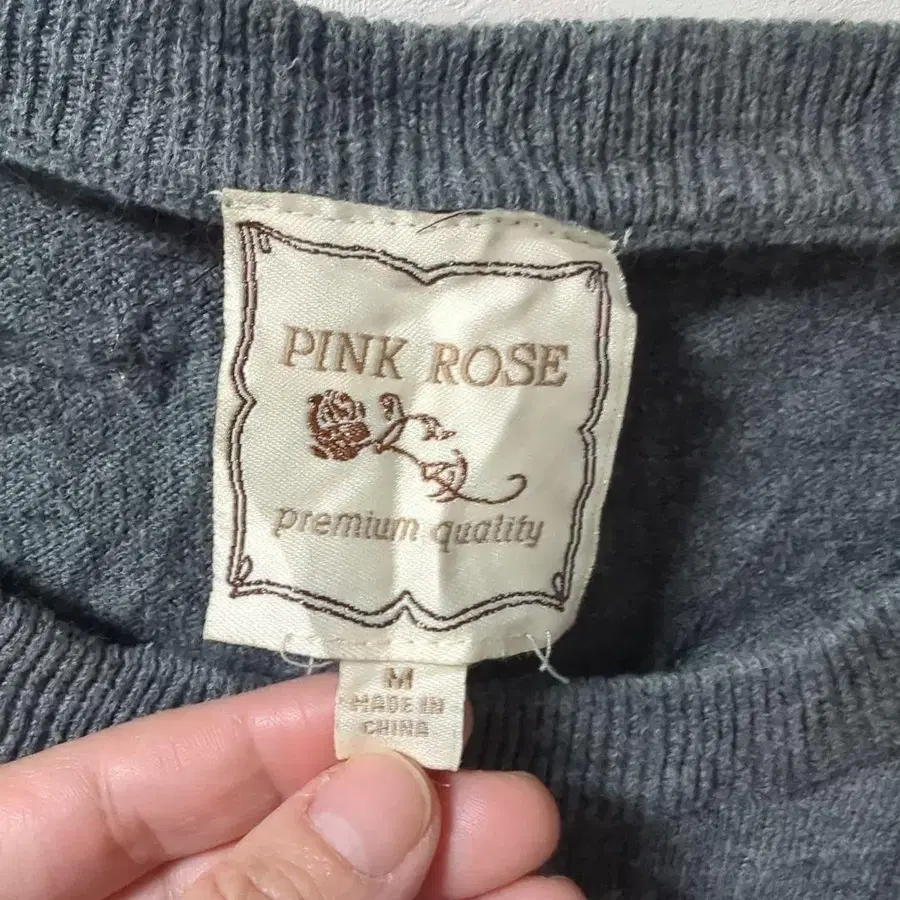 PINK ROSE
premium quality
M
MADE IN
CHINA